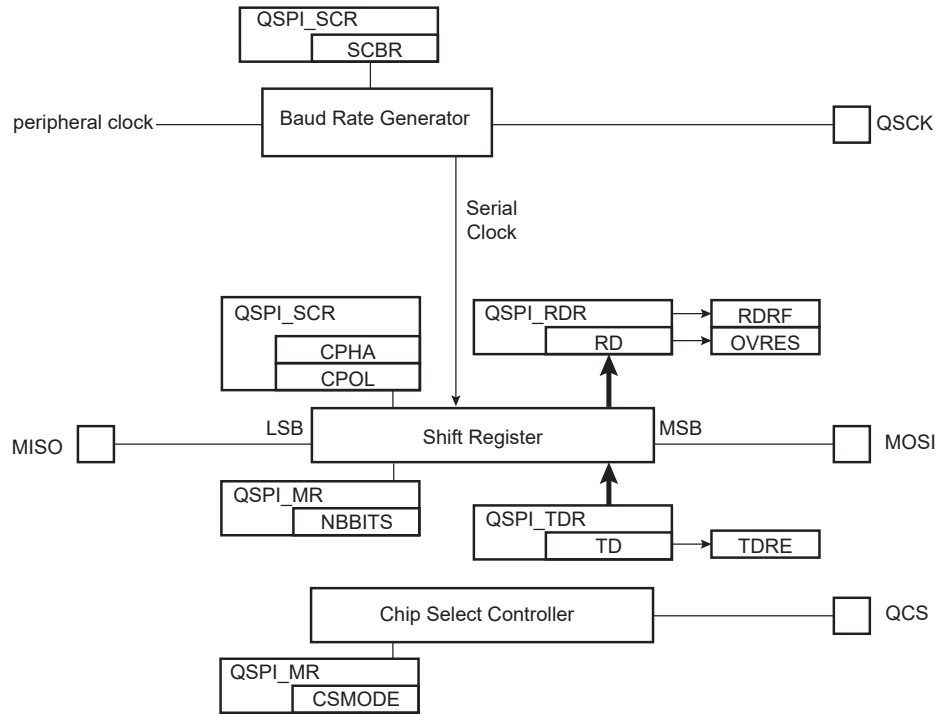 QSPI_SCR
SCBR
peripheral clock
Baud Rate Generator
QSCK
Serial
Clock
QSPI_SCR
CPHA
CPOL
QSPI_RDR
RD
RDRF
OVRES
MISO
LSB
Shift Register
MSB
MOSI
QSPI_MR
NBBITS
QSPI_TDR
TD
TDRE
Chip Select Controller
QCS
QSPI_MR
CSMODE